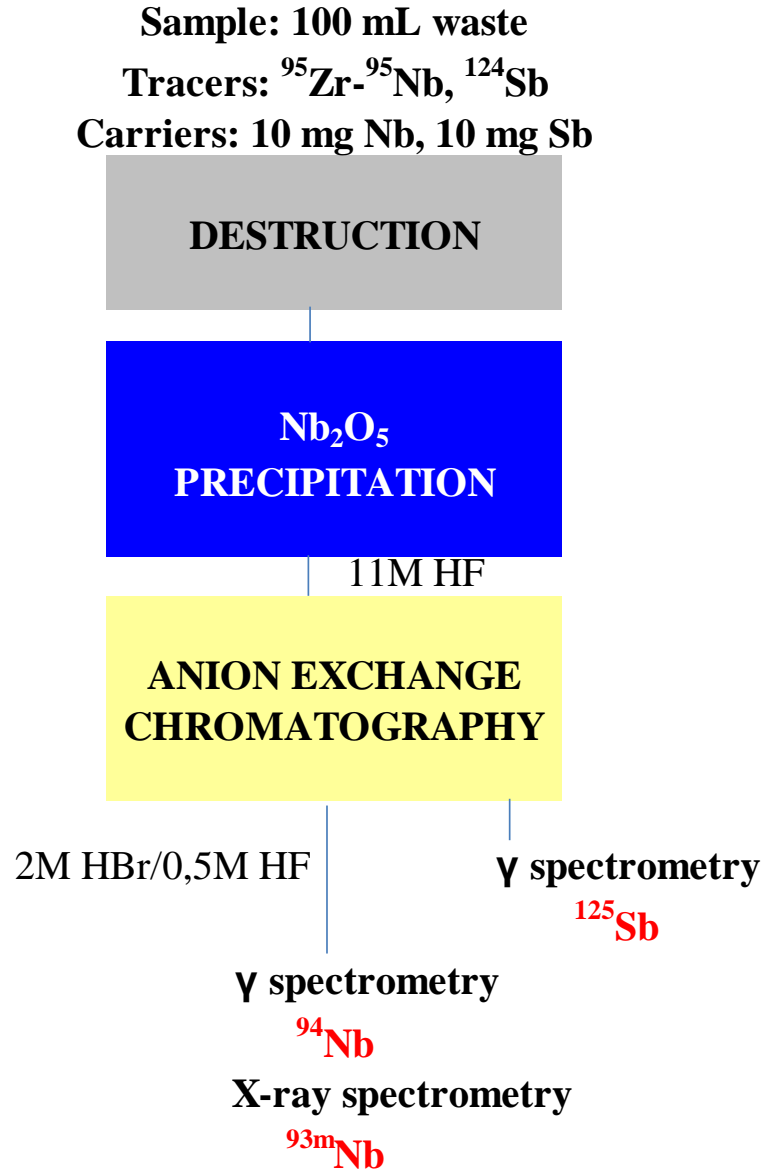 Sample: 100 mL waste
Tracers: ⁹⁵Zr-⁹⁵Nb, ¹²⁴Sb
Carriers: 10 mg Nb, 10 mg Sb
DESTRUCTION
Nb₂O₅
PRECIPITATION
11M HF
ANION EXCHANGE
CHROMATOGRAPHY
2M HBr/0,5M HF
γ spectrometry
¹²⁵Sb
γ spectrometry
⁹⁴Nb
X-ray spectrometry
⁹³ᵐNb